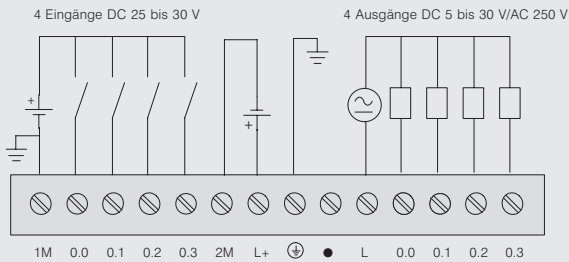 4 Eingänge DC 25 bis 30 V
4 Ausgänge DC 5 bis 30 V/AC 250 V
+
+
1M 0.0 0.1 0.2 0.3 2M L+ ● L 0.0 0.1 0.2 0.3